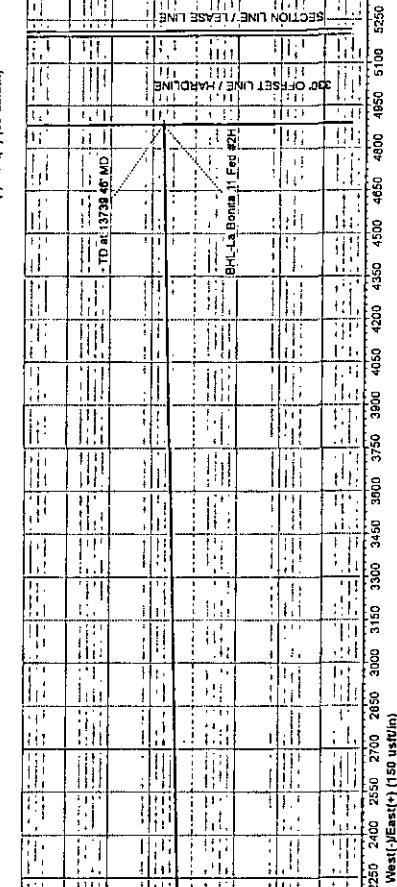 SECTION LINE / LEASE LINE
330' OFFSET LINE / HARDLINE
TD at 13739.46' MD
BHL-La Bonita 11 Fed #2H
2250 2400 2550 2700 2850 3000 3150 3300 3450 3600 3750 3900 4050 4200 4350 4500 4650 4800 4950 5100 5250
West(-)/East(+) (150 usft/in)